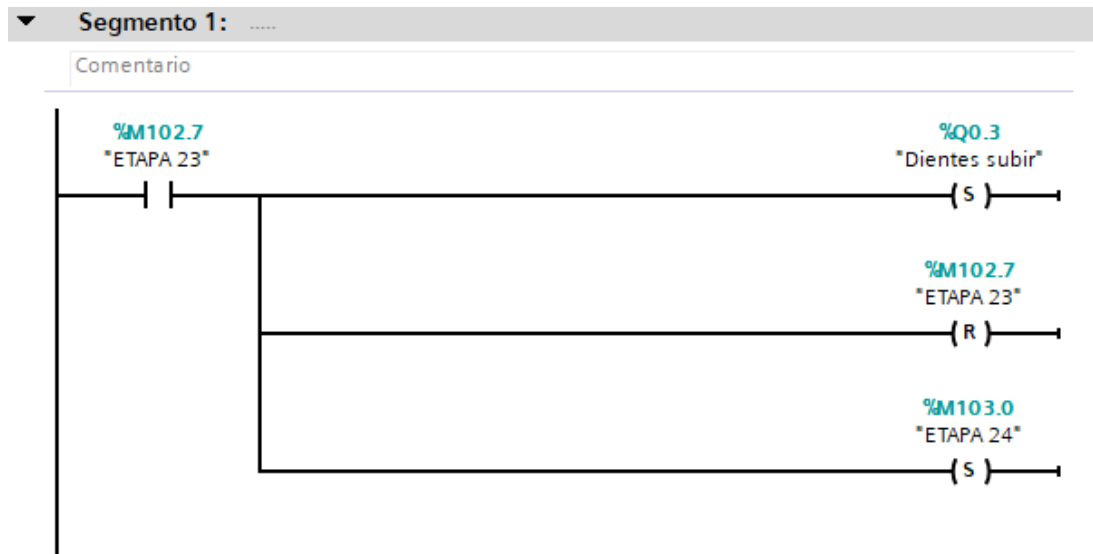 Segmento 1: .....
Comentario
%M102.7
"ETAPA 23"
%Q0.3
"Dientes subir"
S
%M102.7
"ETAPA 23"
R
%M103.0
"ETAPA 24"
S